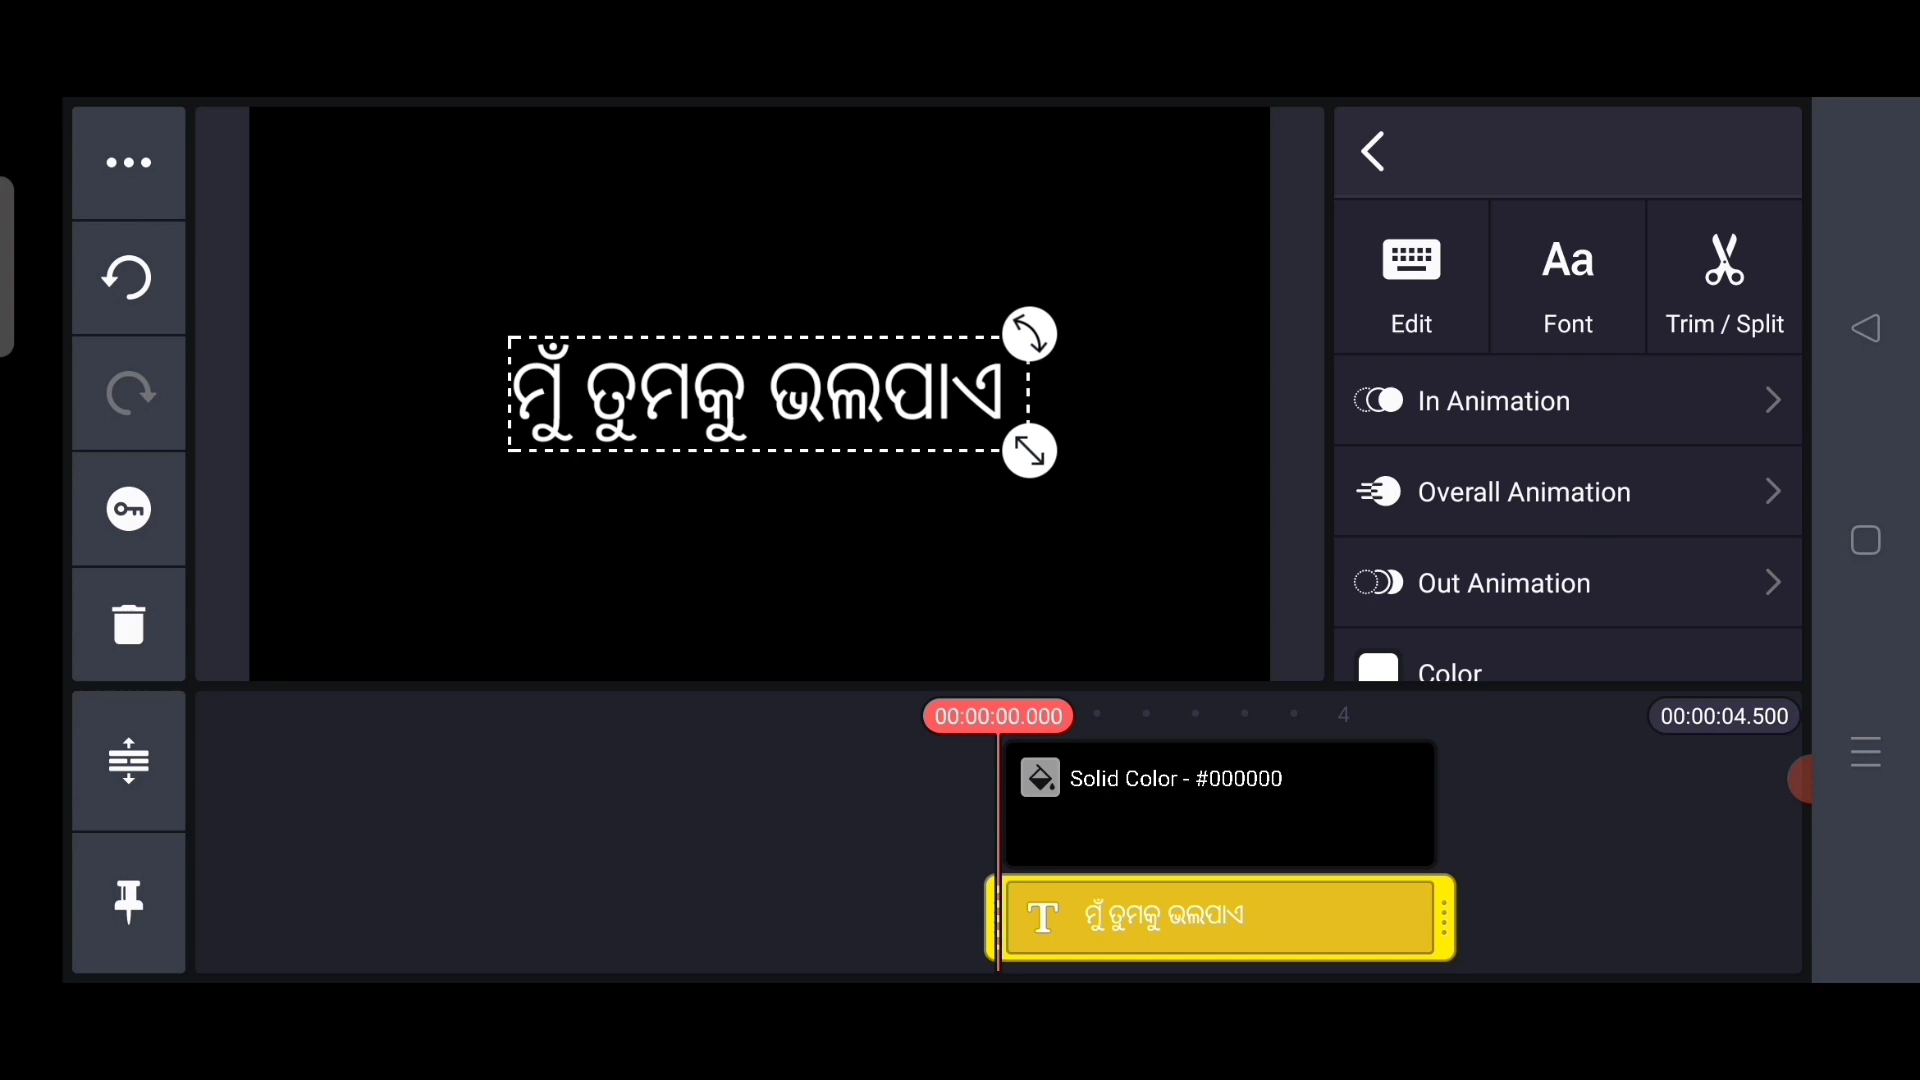 ମୁଁ ତୁମକୁ ଭଲପାଏ
Edit
Aa
Font
Trim / Split
In Animation
Overall Animation
Out Animation
Color
00:00:00.000
4
00:00:04.500
Solid Color - #000000
T ମୁଁ ତୁମକୁ ଭଲପାଏ